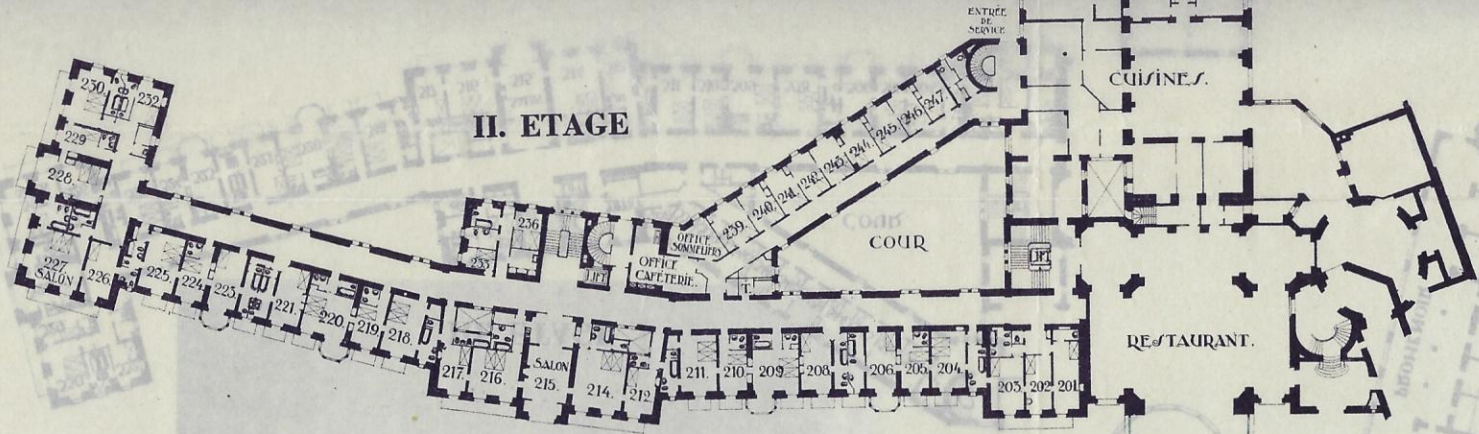 ENTRÉE
DE
SERVICE
CUISINES.
II. ETAGE
230.
232.
229
228.
227
SALON
226.
225.
224.
223.
221.
220.
219.
218.
217.
216.
SALON
215.
214.
212.
211.
210.
209.
208.
206.
205.
204.
203.
202.
201.
235
236
LIFT
OFFICE
CAFÉTERIE.
OFFICE
SOMMELIERS
239.
240.
241.
242.
243.
244.
245.
246.
247.
T.
COUR
LIFT
RESTAURANT.